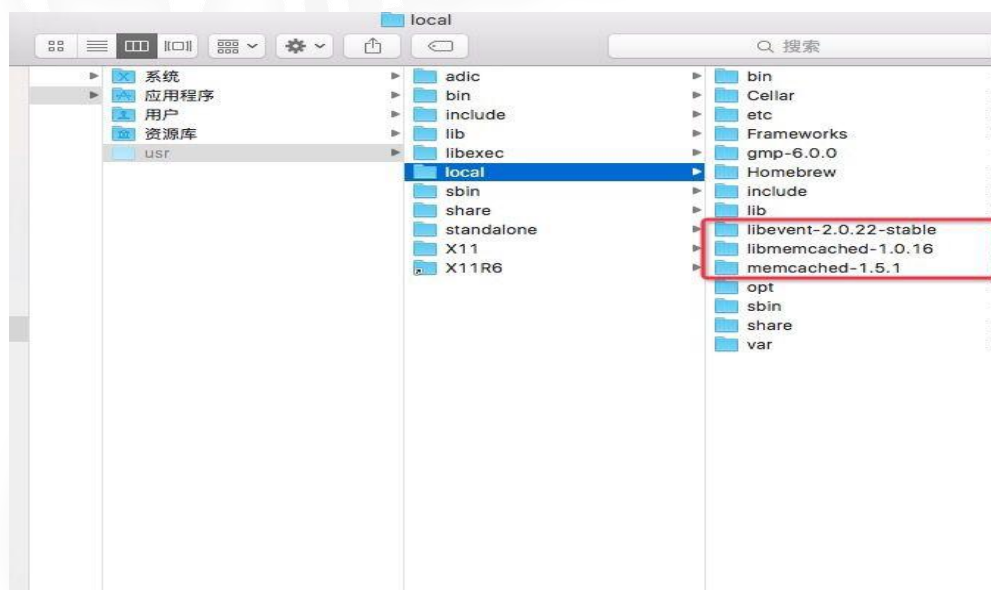 local
搜索
系统
应用程序
用户
资源库
usr
adic
bin
include
lib
libexec
local
sbin
share
standalone
X11
X11R6
bin
Cellar
etc
Frameworks
gmp-6.0.0
Homebrew
include
lib
libevent-2.0.22-stable
libmemcached-1.0.16
memcached-1.5.1
opt
sbin
share
var